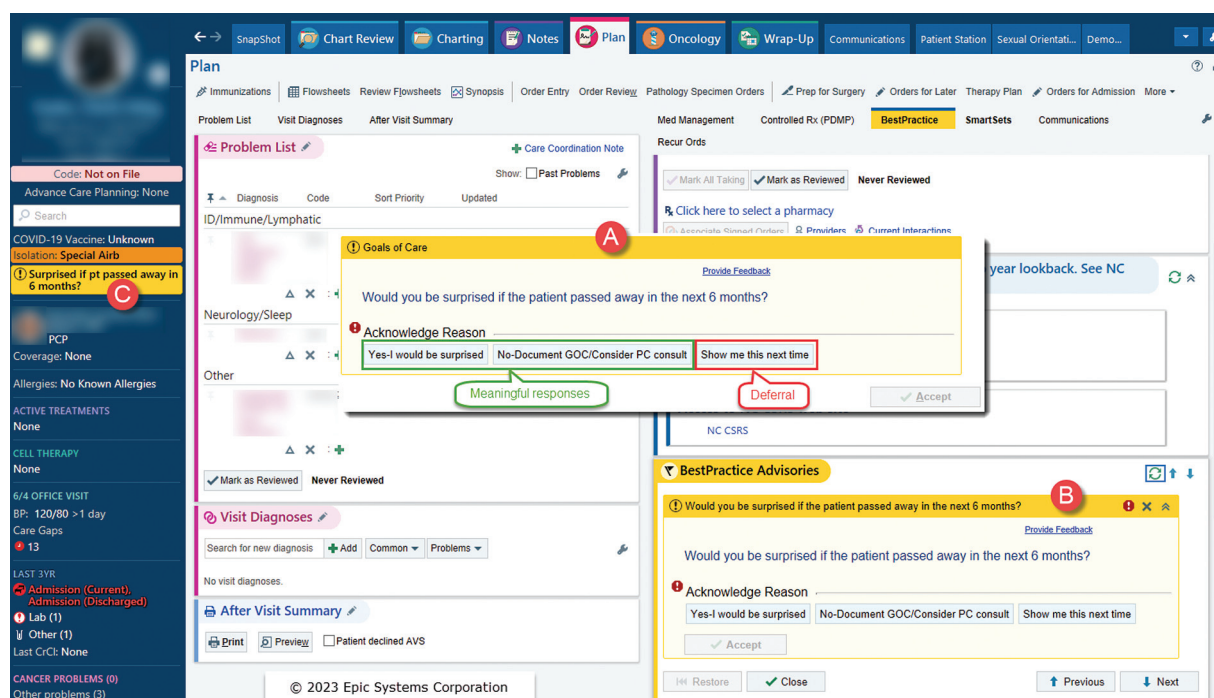 SnapShot Chart Review Charting Notes Plan Oncology Wrap-Up Communications Patient Station Sexual Orientati... Demo...
Plan
Immunizations Flowsheets Review Flowsheets Synopsis Order Entry Order Review Pathology Specimen Orders Prep for Surgery Orders for Later Therapy Plan Orders for Admission More
Problem List Visit Diagnoses After Visit Summary
Med Management Controlled Rx (PDMP) BestPractice SmartSets Communications
Recur Ords
Code: Not on File
Advance Care Planning: None
Search
COVID-19 Vaccine: Unknown
Isolation: Special Airb
Surprised if pt passed away in
6 months?
C
PCP
Coverage: None
Allergies: No Known Allergies
ACTIVE TREATMENTS
None
CELL THERAPY
None
6/4 OFFICE VISIT
BP: 120/80 >1 day
Care Gaps
13
LAST 3YR
Admission (Current),
Admission (Discharged)
Lab (1)
Other (1)
Last CrCl: None
CANCER PROBLEMS (0)
Other problems (3)
Problem List
Care Coordination Note
Show: Past Problems
Diagnosis Code Sort Priority Updated
ID/Immune/Lymphatic
Neurology/Sleep
Other
Mark as Reviewed Never Reviewed
Visit Diagnoses
Search for new diagnosis Add Common Problems
No visit diagnoses.
After Visit Summary
Print Preview Patient declined AVS
© 2023 Epic Systems Corporation
Mark All Taking Mark as Reviewed Never Reviewed
Click here to select a pharmacy
Associate Signed Orders Providers Current Interactions
year lookback. See NC
NC CSRS
A
Goals of Care
Provide Feedback
Would you be surprised if the patient passed away in the next 6 months?
Acknowledge Reason
Yes-I would be surprised No-Document GOC/Consider PC consult Show me this next time
Meaningful responses Deferral
Accept
BestPractice Advisories
B
Would you be surprised if the patient passed away in the next 6 months?
Provide Feedback
Would you be surprised if the patient passed away in the next 6 months?
Acknowledge Reason
Yes-I would be surprised No-Document GOC/Consider PC consult Show me this next time
Accept
Restore Close Previous Next